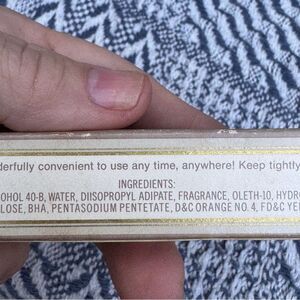 derfully convenient to use any time, anywhere! Keep tightly
INGREDIENTS:
OHOL 40-B, WATER, DIISOPROPYL ADIPATE, FRAGRANCE, OLETH-10, HYDRO
LOSE, BHA, PENTASODIUM PENTETATE, D&C ORANGE NO. 4, FD&C YE